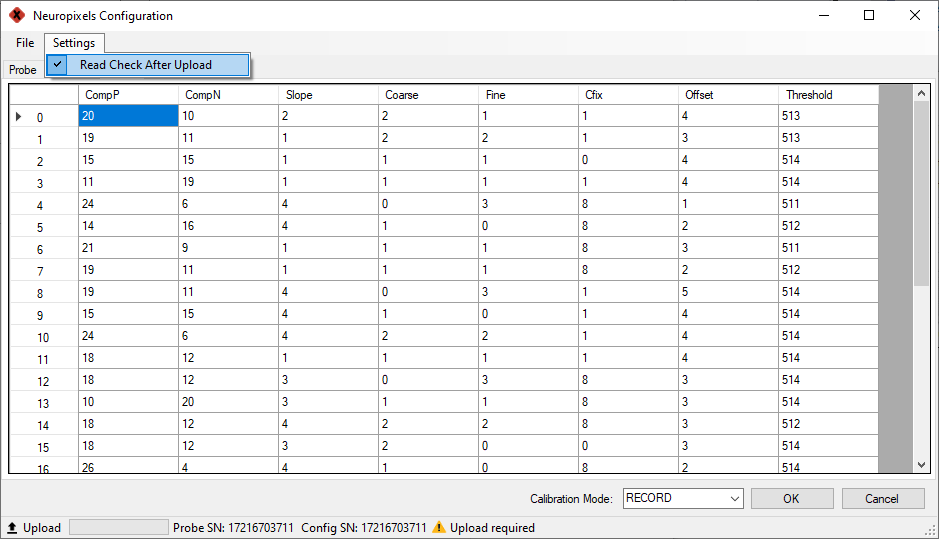 Neuropixels Configuration
File Settings
Read Check After Upload
Probe
CompP CompN Slope Coarse Fine Cfix Offset Threshold
0 20 10 2 2 1 1 4 513
1 19 11 1 2 2 1 3 513
2 15 15 1 1 1 0 4 514
3 11 19 1 1 1 1 4 514
4 24 6 4 0 3 8 1 511
5 14 16 4 1 0 8 2 512
6 21 9 1 1 1 8 3 511
7 19 11 1 1 1 8 2 512
8 19 11 4 0 3 1 5 514
9 15 15 4 1 0 1 4 514
10 24 6 4 2 2 1 4 514
11 18 12 1 1 1 1 4 514
12 18 12 3 0 3 8 3 514
13 10 20 3 1 1 8 3 514
14 18 12 4 2 2 8 3 512
15 18 12 3 2 0 0 3 514
16 26 4 4 1 0 8 2 514
Calibration Mode: RECORD OK Cancel
Upload Probe SN: 17216703711 Config SN: 17216703711 Upload required